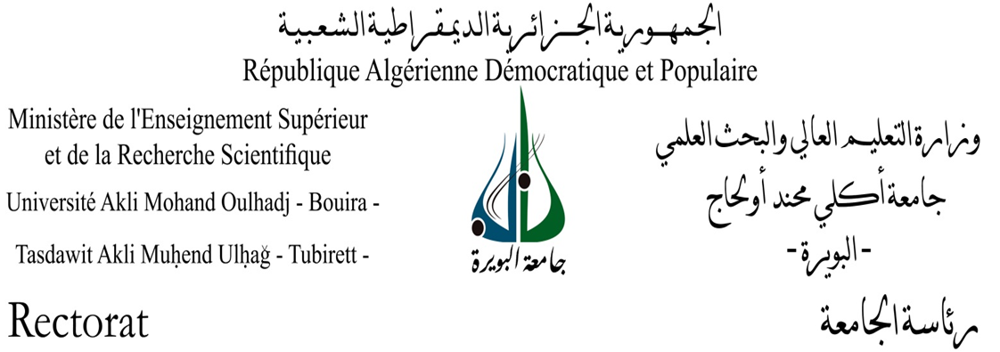 الجمهورية الجزائرية الديمقراطية الشعبية
République Algérienne Démocratique et Populaire
Ministère de l'Enseignement Supérieur
et de la Recherche Scientifique
Université Akli Mohand Oulhadj - Bouira -
Tasdawit Akli Muḥend Ulḥağ - Tubirett -
Rectorat
وزارة التعليم العالي والبحث العلمي
جامعة أكلي محند أولحاج
- البويرة -
رئاسة الجامعة
جامعة البويرة